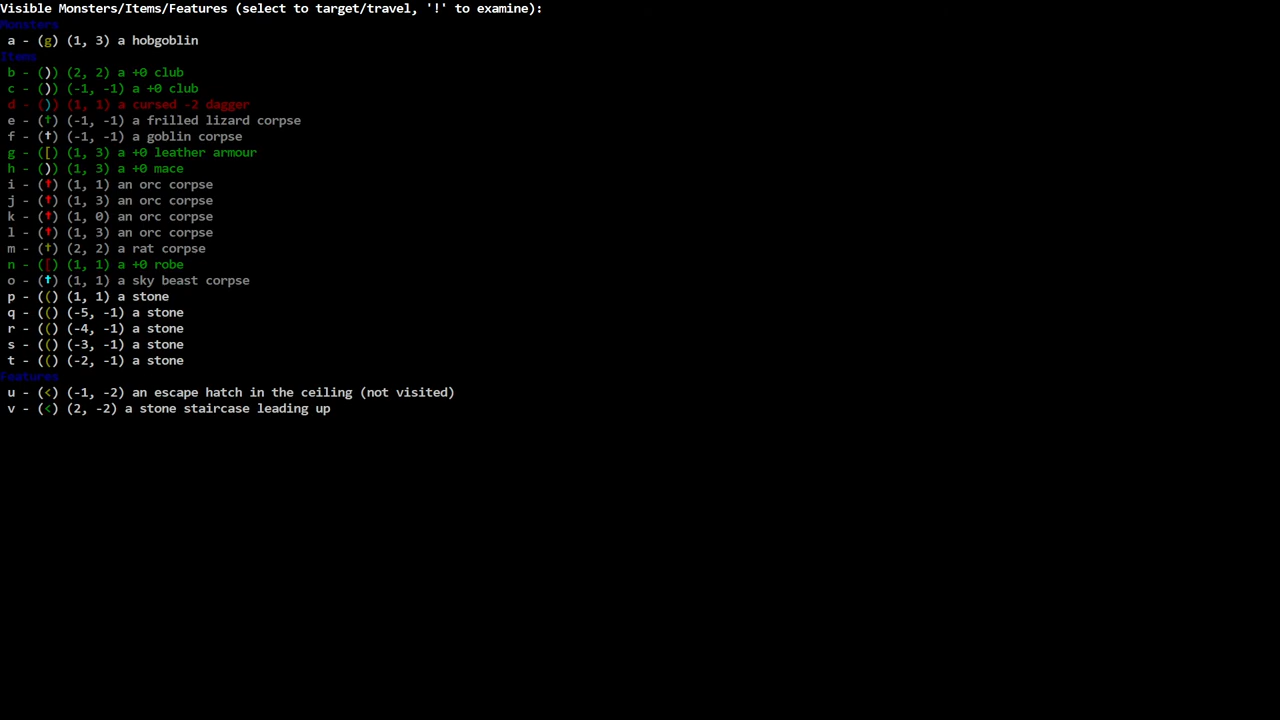 Visible Monsters/Items/Features (select to target/travel, '!' to examine):
Monsters
a - (g) (1, 3) a hobgoblin
Items
b - ()) (2, 2) a +0 club
c - ()) (-1, -1) a +0 club
d - ()) (1, 1) a cursed -2 dagger
e - (†) (-1, -1) a frilled lizard corpse
f - (†) (-1, -1) a goblin corpse
g - ([) (1, 3) a +0 leather armour
h - ()) (1, 3) a +0 mace
i - (†) (1, 1) an orc corpse
j - (†) (1, 3) an orc corpse
k - (†) (1, 0) an orc corpse
l - (†) (1, 3) an orc corpse
m - (†) (2, 2) a rat corpse
n - ([) (1, 1) a +0 robe
o - (†) (1, 1) a sky beast corpse
p - (() (1, 1) a stone
q - (() (-5, -1) a stone
r - (() (-4, -1) a stone
s - (() (-3, -1) a stone
t - (() (-2, -1) a stone
Features
u - (<) (-1, -2) an escape hatch in the ceiling (not visited)
v - (<) (2, -2) a stone staircase leading up